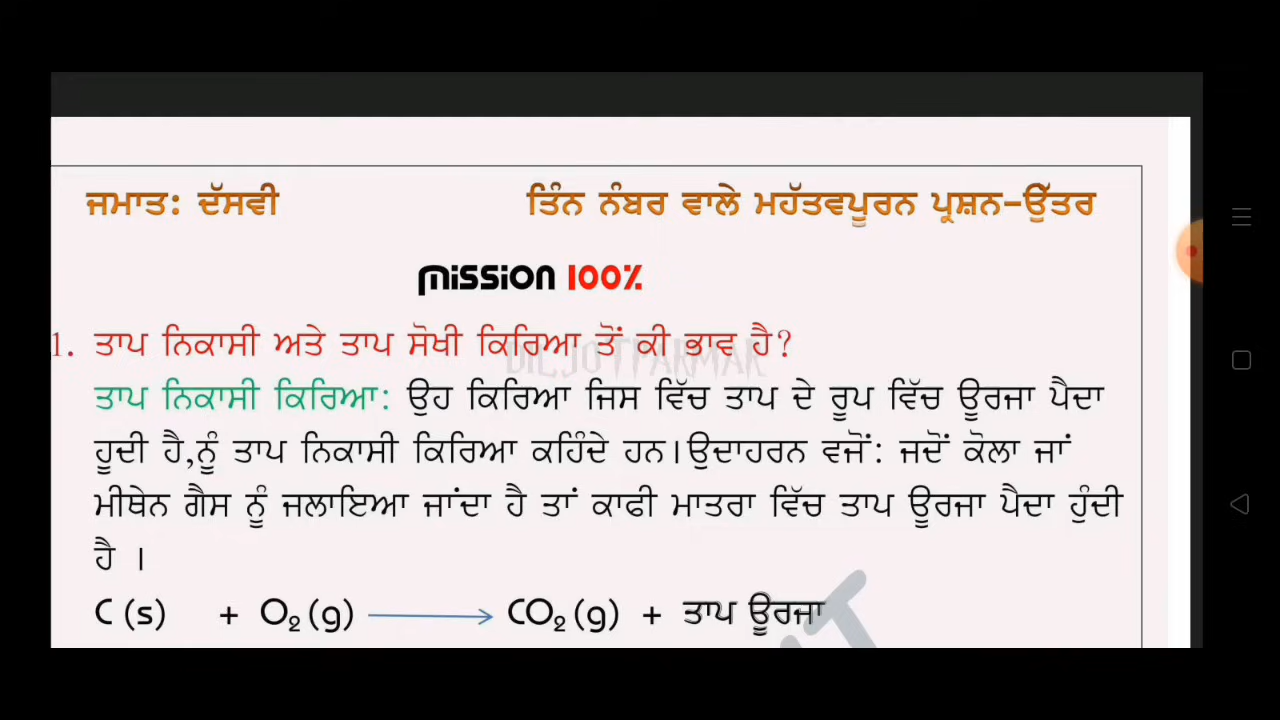 ਜਮਾਤ: ਦੱਸਵੀ ਤਿੰਨ ਨੰਬਰ ਵਾਲੇ ਮਹੱਤਵਪੂਰਨ ਪ੍ਰਸ਼ਨ-ਉੱਤਰ
mission 100%
1. ਤਾਪ ਨਿਕਾਸੀ ਅਤੇ ਤਾਪ ਸੋਖੀ ਕਿਰਿਆ ਤੋਂ ਕੀ ਭਾਵ ਹੈ?
DILJOTPARMAR
ਤਾਪ ਨਿਕਾਸੀ ਕਿਰਿਆ: ਉਹ ਕਿਰਿਆ ਜਿਸ ਵਿੱਚ ਤਾਪ ਦੇ ਰੂਪ ਵਿੱਚ ਊਰਜਾ ਪੈਦਾ
ਹੂਦੀ ਹੈ,ਨੂੰ ਤਾਪ ਨਿਕਾਸੀ ਕਿਰਿਆ ਕਹਿੰਦੇ ਹਨ।ਉਦਾਹਰਨ ਵਜੋਂ: ਜਦੋਂ ਕੋਲਾ ਜਾਂ
ਮੀਥੇਨ ਗੈਸ ਨੂੰ ਜਲਾਇਆ ਜਾਂਦਾ ਹੈ ਤਾਂ ਕਾਫੀ ਮਾਤਰਾ ਵਿੱਚ ਤਾਪ ਊਰਜਾ ਪੈਦਾ ਹੁੰਦੀ
ਹੈ ।
C (s) + O₂ (g) ⟶ CO₂ (g) + ਤਾਪ ਊਰਜਾ